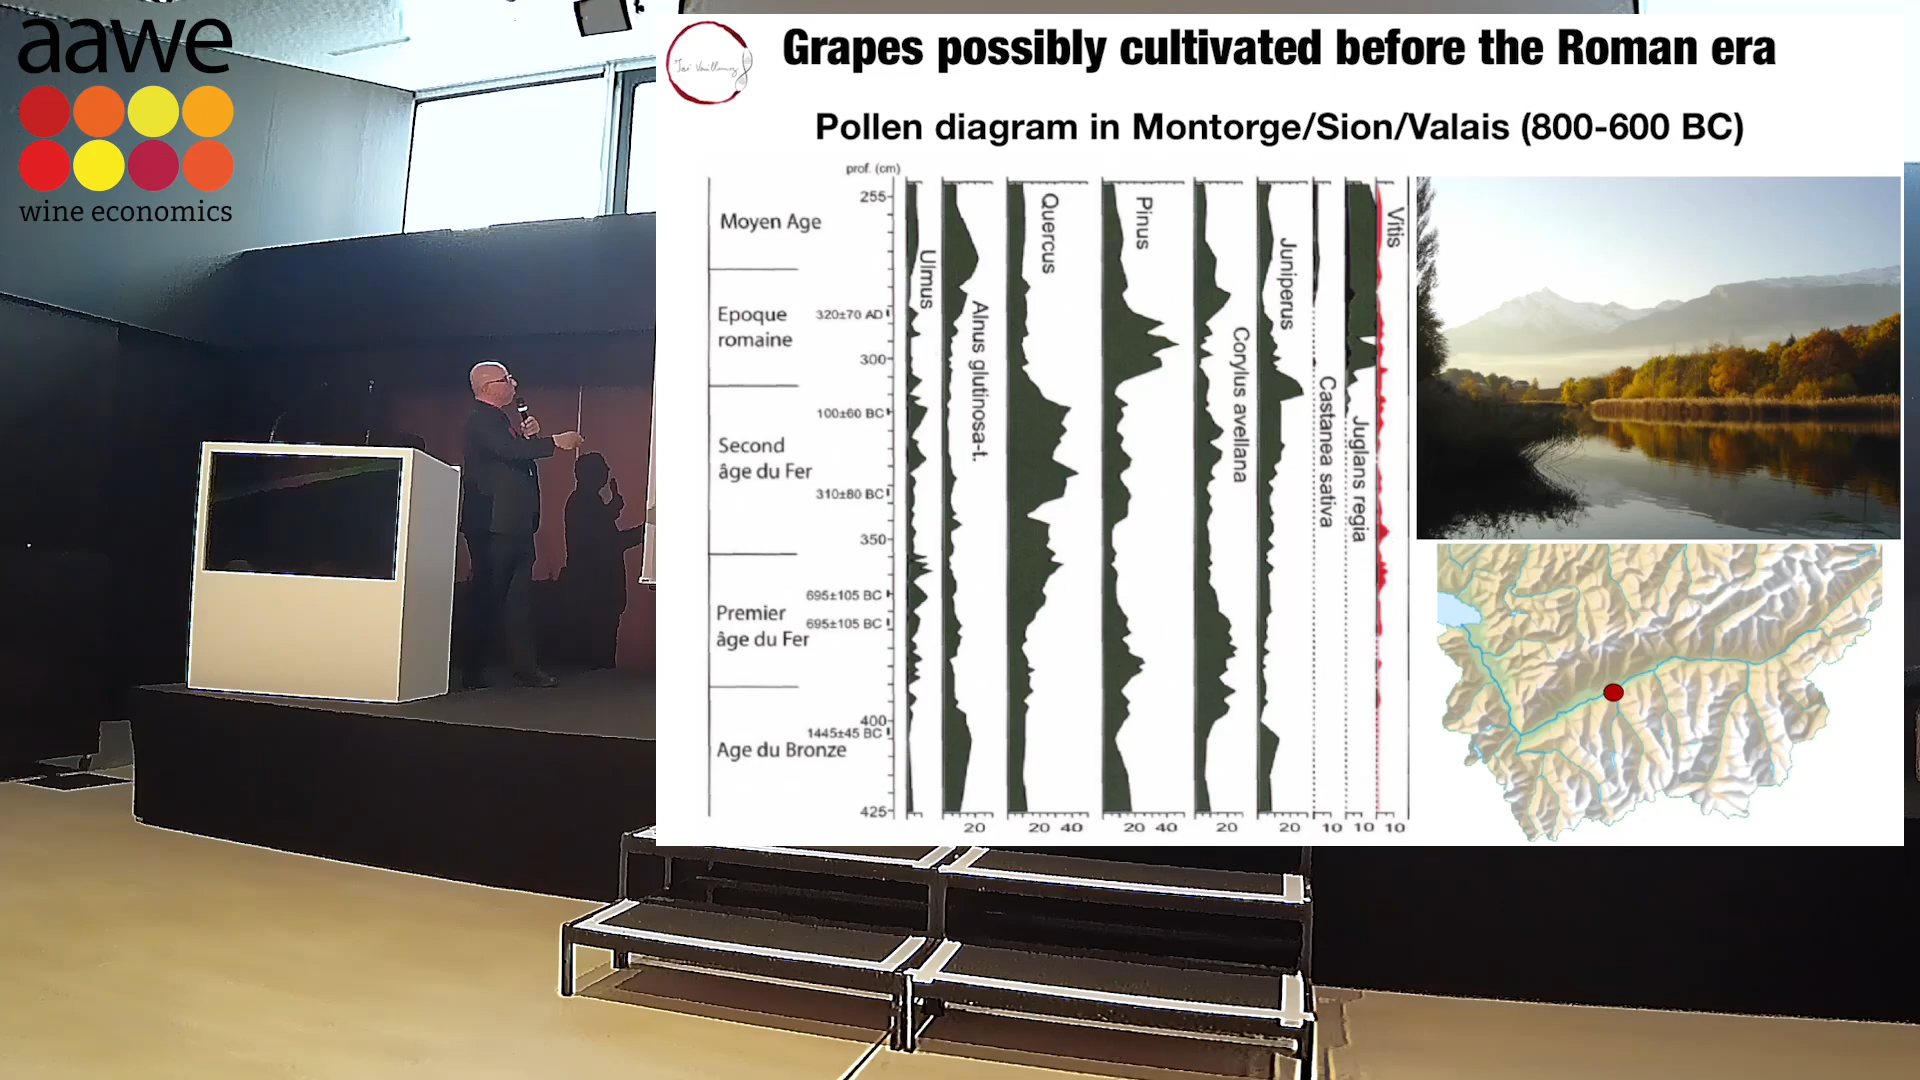 aawe
wine economics
Grapes possibly cultivated before the Roman era
Pollen diagram in Montorge/Sion/Valais (800-600 BC)
prof. (cm)
255
Moyen Age
Epoque
romaine
320±70 AD
300
100±60 BC
Second
âge du Fer
310±80 BC
350
695±105 BC
Premier
âge du Fer
695±105 BC
400
1445±45 BC
Age du Bronze
425
Ulmus
Alnus glutinosa-t.
Quercus
Pinus
Corylus avellana
Juniperus
Castanea sativa
Juglans regia
Vitis
20
20 40
20 40
20
20
10
10
10